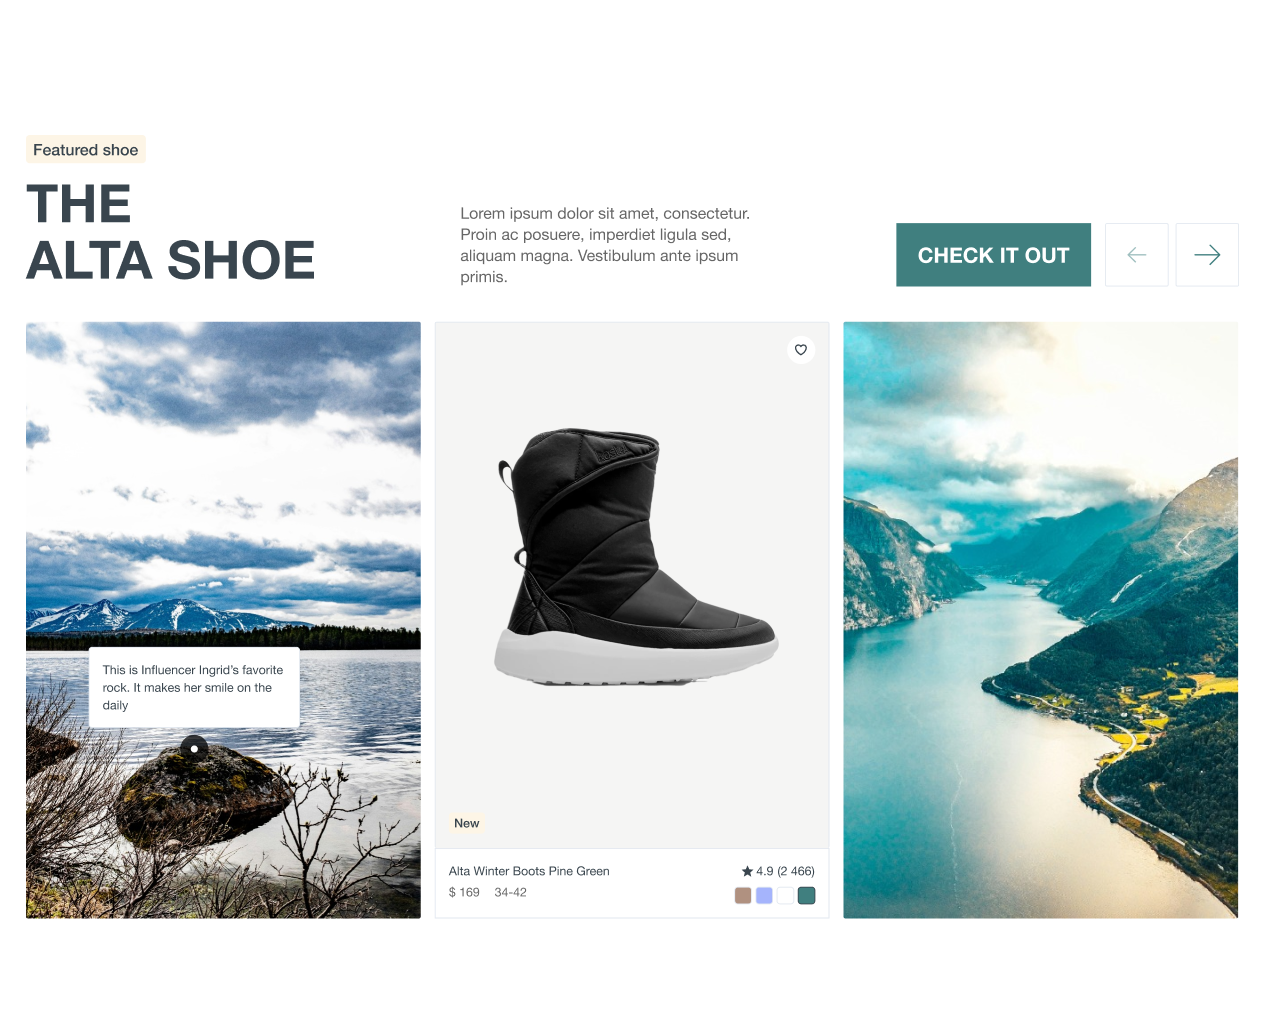 Featured shoe
THE
ALTA SHOE
Lorem ipsum dolor sit amet, consectetur.
Proin ac posuere, imperdiet ligula sed,
aliquam magna. Vestibulum ante ipsum
primis.
CHECK IT OUT
This is Influencer Ingrid's favorite
rock. It makes her smile on the
daily
New
Alta Winter Boots Pine Green
4.9 (2 466)
$ 169 34-42